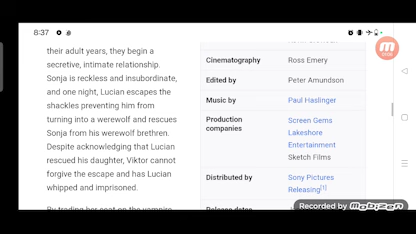 8:37
their adult years, they begin a
secretive, intimate relationship.
Sonja is reckless and insubordinate,
and one night, Lucian escapes the
shackles preventing him from
turning into a werewolf and rescues
Sonja from his werewolf brethren.
Despite acknowledging that Lucian
rescued his daughter, Viktor cannot
forgive the escape and has Lucian
whipped and imprisoned.
Cinematography Ross Emery
Edited by Peter Amundson
Music by Paul Haslinger
Production Screen Gems
companies Lakeshore
Entertainment
Sketch Films
Distributed by Sony Pictures
Releasing[1]
Recorded by Mobizen